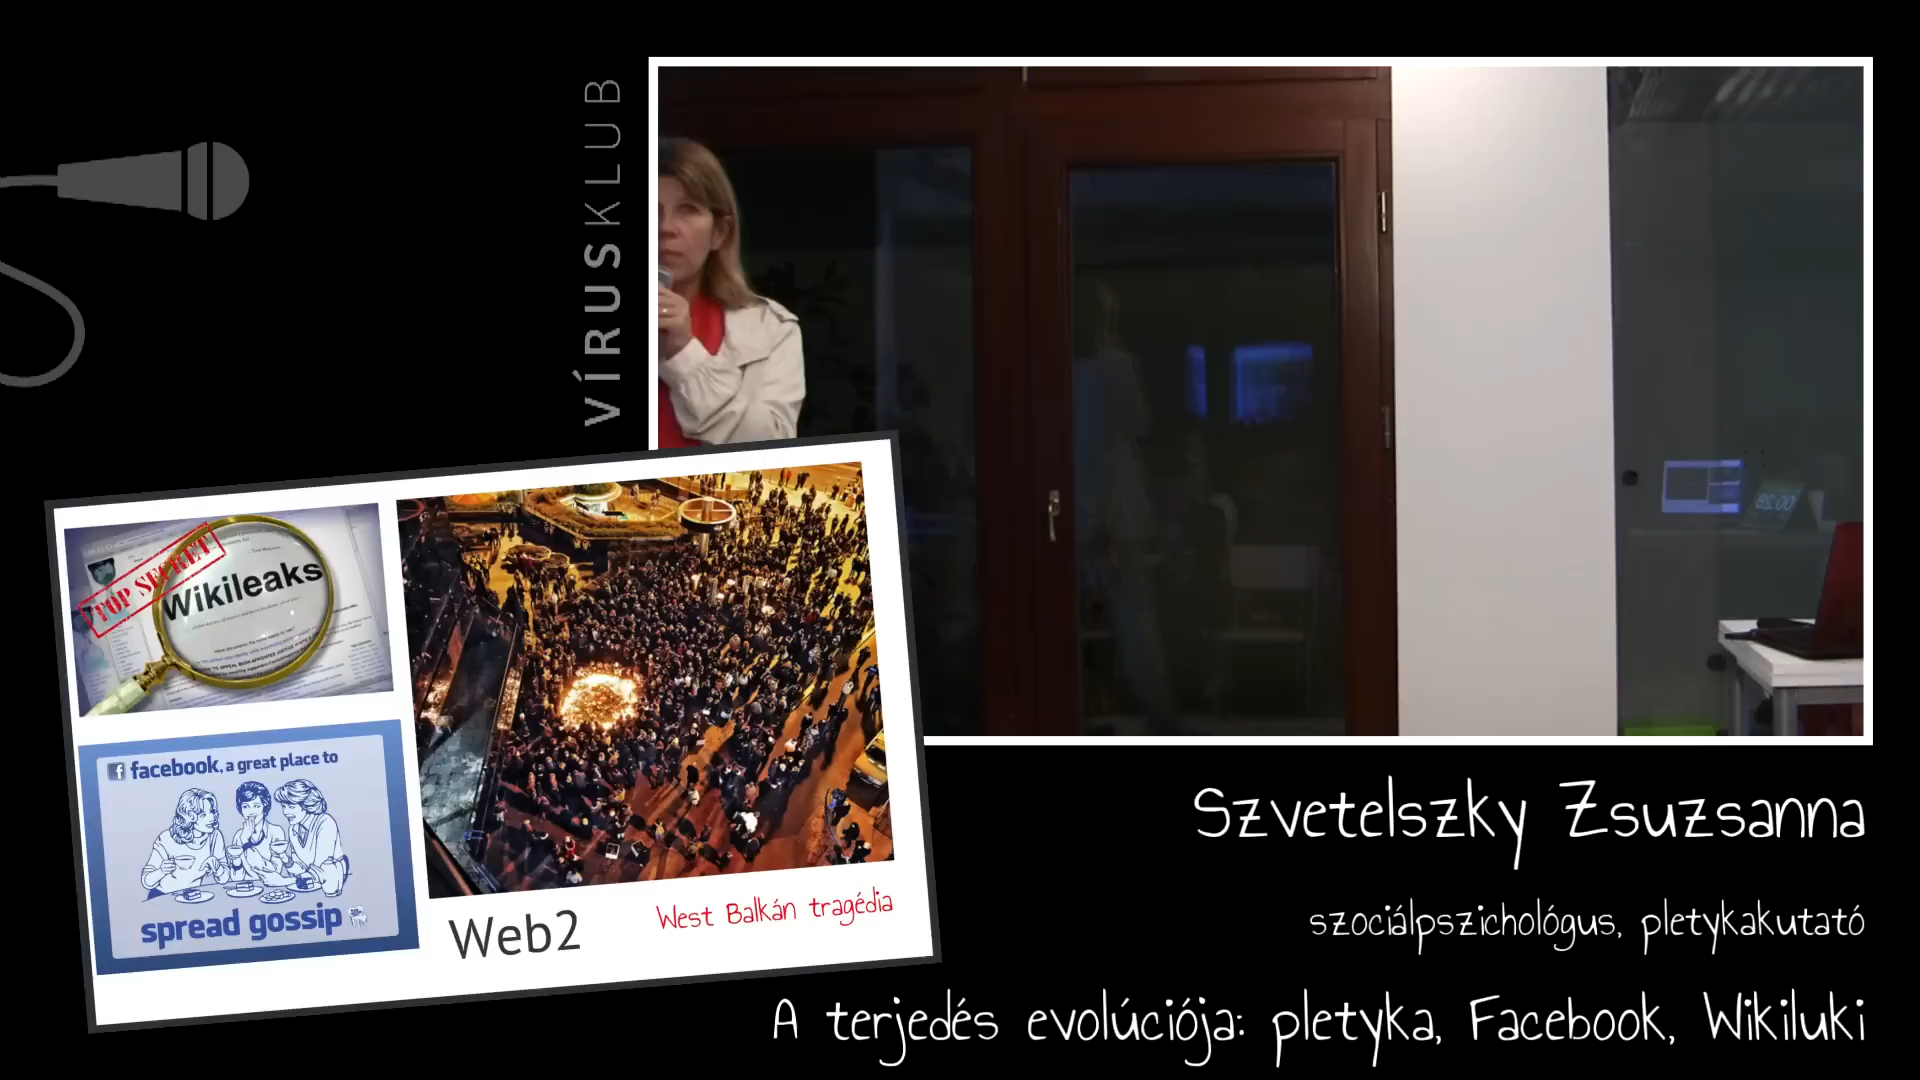 VÍRUSKLUB
TOP SECRET
Wikileaks
facebook, a great place to
spread gossip
Web2
West Balkán tragédia
Szvetelszky Zsuzsanna
szociálpszichológus, pletykakutató
A terjedés evolúciója: pletyka, Facebook, Wikiluki